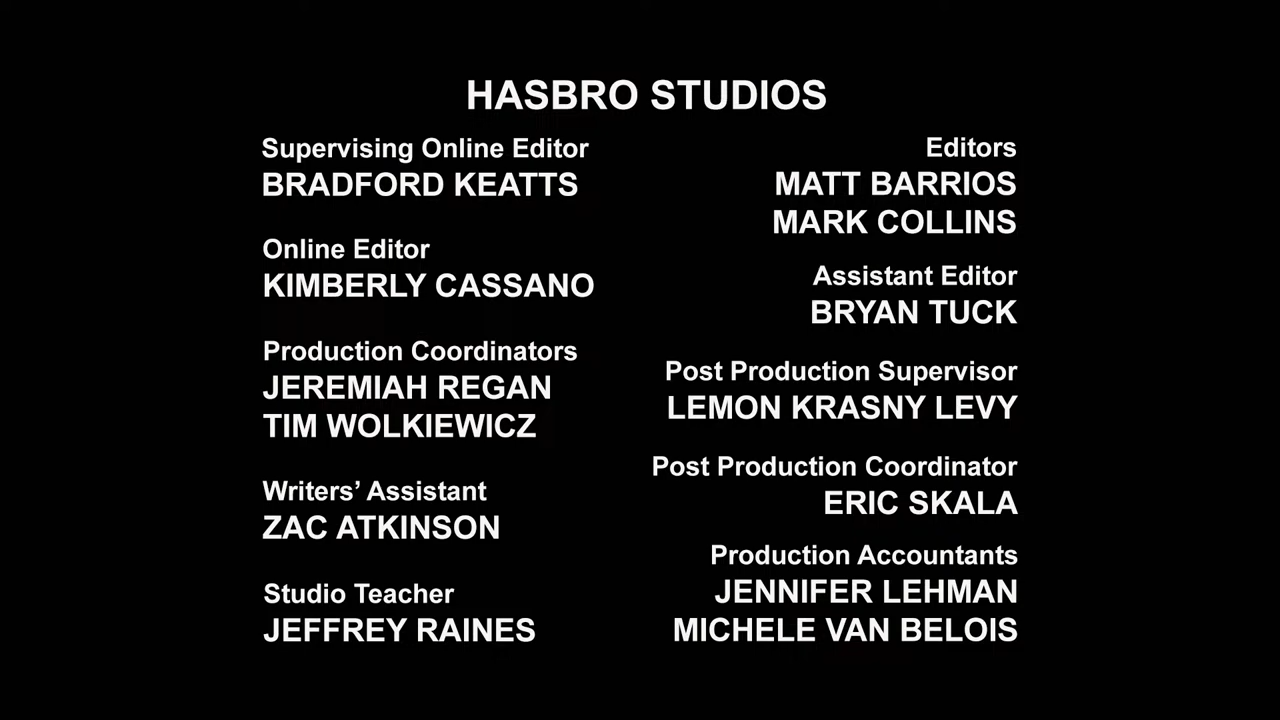 HASBRO STUDIOS
Supervising Online Editor
BRADFORD KEATTS
Online Editor
KIMBERLY CASSANO
Production Coordinators
JEREMIAH REGAN
TIM WOLKIEWICZ
Writers’ Assistant
ZAC ATKINSON
Studio Teacher
JEFFREY RAINES
Editors
MATT BARRIOS
MARK COLLINS
Assistant Editor
BRYAN TUCK
Post Production Supervisor
LEMON KRASNY LEVY
Post Production Coordinator
ERIC SKALA
Production Accountants
JENNIFER LEHMAN
MICHELE VAN BELOIS